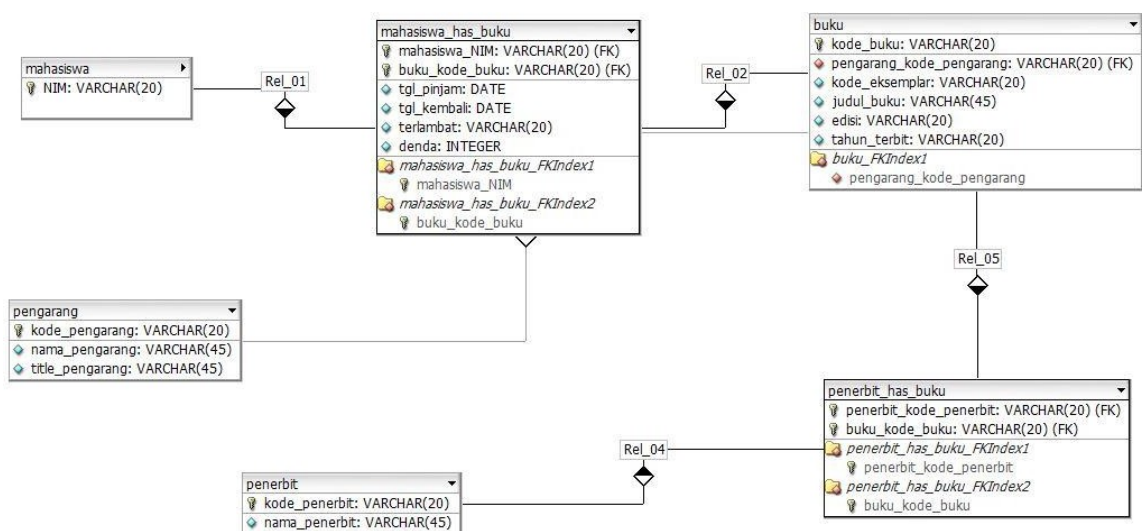 mahasiswa
NIM: VARCHAR(20)
Rel_01
mahasiswa_has_buku
mahasiswa_NIM: VARCHAR(20) (FK)
buku_kode_buku: VARCHAR(20) (FK)
tgl_pinjam: DATE
tgl_kembali: DATE
terlambat: VARCHAR(20)
denda: INTEGER
mahasiswa_has_buku_FKIndex1
mahasiswa_NIM
mahasiswa_has_buku_FKIndex2
buku_kode_buku
Rel_02
buku
kode_buku: VARCHAR(20)
pengarang_kode_pengarang: VARCHAR(20) (FK)
kode_eksemplar: VARCHAR(20)
judul_buku: VARCHAR(45)
edisi: VARCHAR(20)
tahun_terbit: VARCHAR(20)
buku_FKIndex1
pengarang_kode_pengarang
Rel_05
pengarang
kode_pengarang: VARCHAR(20)
nama_pengarang: VARCHAR(45)
title_pengarang: VARCHAR(45)
penerbit_has_buku
penerbit_kode_penerbit: VARCHAR(20) (FK)
buku_kode_buku: VARCHAR(20) (FK)
penerbit_has_buku_FKIndex1
penerbit_kode_penerbit
penerbit_has_buku_FKIndex2
buku_kode_buku
Rel_04
penerbit
kode_penerbit: VARCHAR(20)
nama_penerbit: VARCHAR(45)